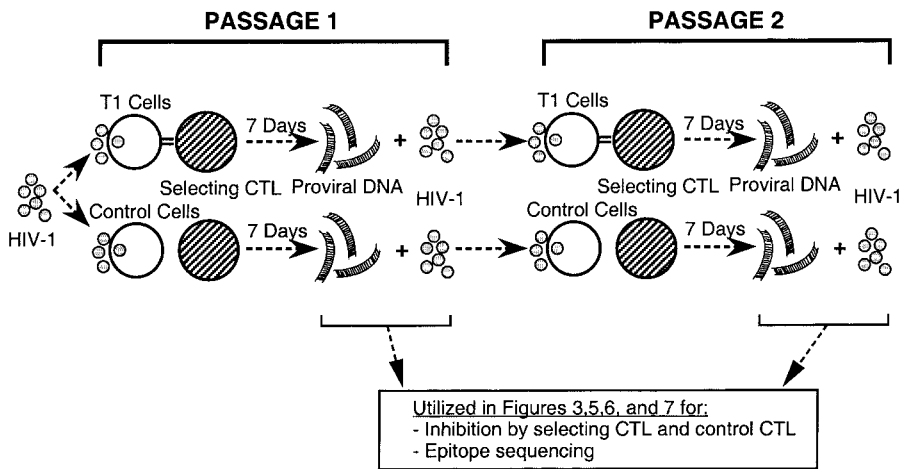 PASSAGE 1
PASSAGE 2
T1 Cells
7 Days
+
T1 Cells
7 Days
+
Selecting CTL
Proviral DNA
HIV-1
Selecting CTL
Proviral DNA
HIV-1
HIV-1
Control Cells
7 Days
+
Control Cells
7 Days
+
Utilized in Figures 3,5,6, and 7 for:
- Inhibition by selecting CTL and control CTL
- Epitope sequencing